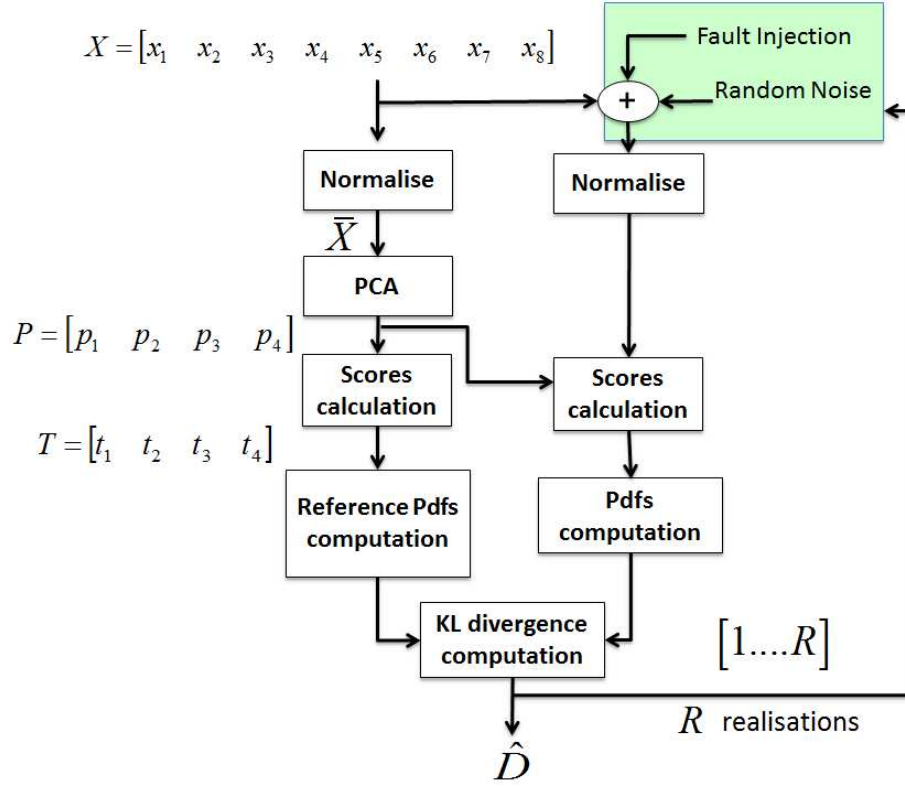 X = [x₁ x₂ x₃ x₄ x₅ x₆ x₇ x₈]
Fault Injection
Random Noise
+
Normalise
Normalise
X̅
PCA
P = [p₁ p₂ p₃ p₄]
Scores
calculation
Scores
calculation
T = [t₁ t₂ t₃ t₄]
Reference Pdfs
computation
Pdfs
computation
KL divergence
computation
[1....R]
R realisations
D̂